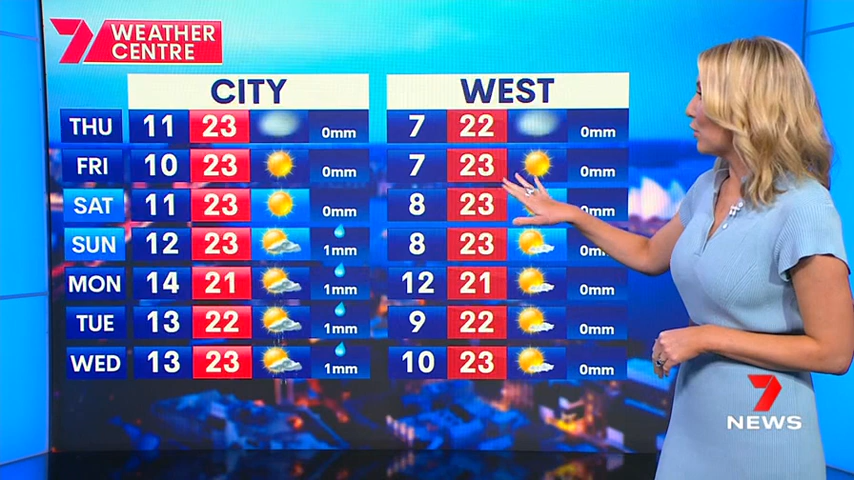 7 WEATHER
CENTRE
CITY WEST
THU 11 23 0mm 7 22 0mm
FRI 10 23 0mm 7 23 0mm
SAT 11 23 0mm 8 23 0mm
SUN 12 23 1mm 8 23 0mm
MON 14 21 1mm 12 21 0mm
TUE 13 22 1mm 9 22 0mm
WED 13 23 1mm 10 23 0mm
7
NEWS